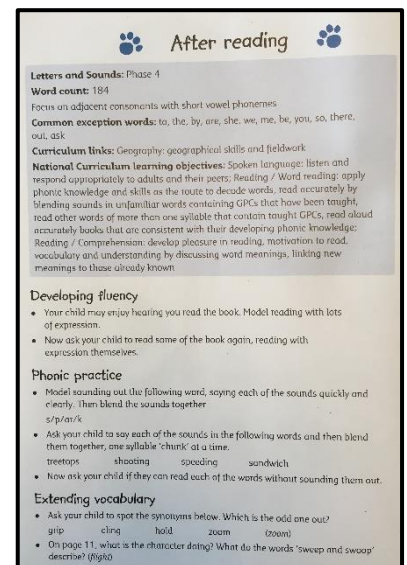 After reading
Letters and Sounds: Phase 4
Word count: 184
Focus on adjacent consonants with short vowel phonemes
Common exception words: to, the, by, are, she, we, me, be, you, so, there,
out, ask
Curriculum links: Geography: geographical skills and fieldwork
National Curriculum learning objectives: Spoken language: listen and
respond appropriately to adults and their peers; Reading / Word reading: apply
phonic knowledge and skills as the route to decode words, read accurately by
blending sounds in unfamiliar words containing GPCs that have been taught,
read other words of more than one syllable that contain taught GPCs, read aloud
accurately books that are consistent with their developing phonic knowledge;
Reading / Comprehension: develop pleasure in reading, motivation to read,
vocabulary and understanding by discussing word meanings, linking new
meanings to those already known
Developing fluency
• Your child may enjoy hearing you read the book. Model reading with lots
of expression.
• Now ask your child to read some of the book again, reading with
expression themselves.
Phonic practice
• Model sounding out the following word, saying each of the sounds quickly and
clearly. Then blend the sounds together
s/p/ar/k
• Ask your child to say each of the sounds in the following words and then blend
them together, one syllable 'chunk' at a time.
treetops shooting speeding sandwich
• Now ask your child if they can read each of the words without sounding them out.
Extending vocabulary
• Ask your child to spot the synonyms below. Which is the odd one out?
grip cling hold zoom (zoom)
• On page 11, what is the character doing? What do the words 'sweep and swoop'
describe? (flight)